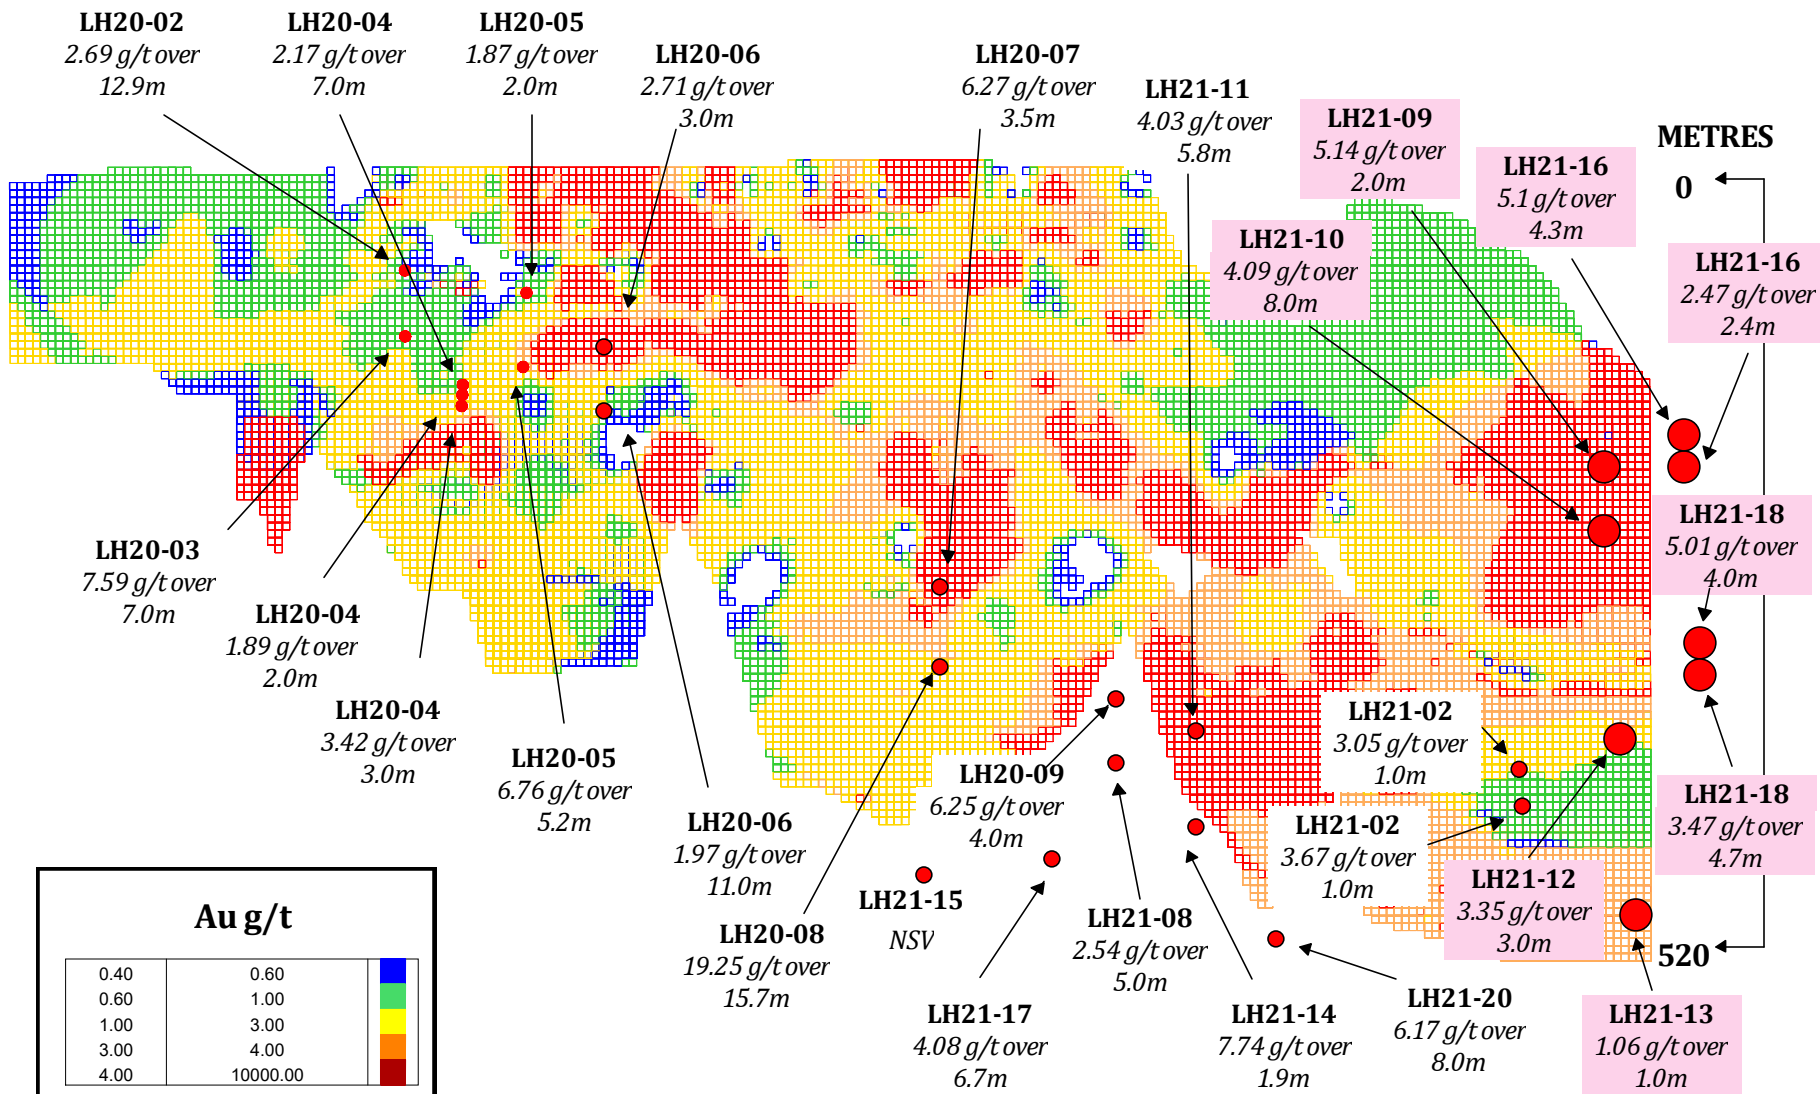 LH20-02
2.69 g/t over
12.9m
LH20-04
2.17 g/t over
7.0m
LH20-05
1.87 g/t over
2.0m
LH20-06
2.71 g/t over
3.0m
LH20-07
6.27 g/t over
3.5m
LH21-11
4.03 g/t over
5.8m
LH21-09
5.14 g/t over
2.0m
LH21-16
5.1 g/t over
4.3m
METRES
0
LH21-10
4.09 g/t over
8.0m
LH21-16
2.47 g/t over
2.4m
LH21-18
5.01 g/t over
4.0m
LH20-03
7.59 g/t over
7.0m
LH20-04
1.89 g/t over
2.0m
LH20-04
3.42 g/t over
3.0m
LH20-05
6.76 g/t over
5.2m
LH20-06
1.97 g/t over
11.0m
LH20-09
6.25 g/t over
4.0m
LH21-02
3.05 g/t over
1.0m
LH21-02
3.67 g/t over
1.0m
LH21-18
3.47 g/t over
4.7m
LH21-12
3.35 g/t over
3.0m
520
LH21-15
NSV
LH20-08
19.25 g/t over
15.7m
LH21-08
2.54 g/t over
5.0m
LH21-17
4.08 g/t over
6.7m
LH21-14
7.74 g/t over
1.9m
LH21-20
6.17 g/t over
8.0m
LH21-13
1.06 g/t over
1.0m
Au g/t
0.40 0.60
0.60 1.00
1.00 3.00
3.00 4.00
4.00 10000.00